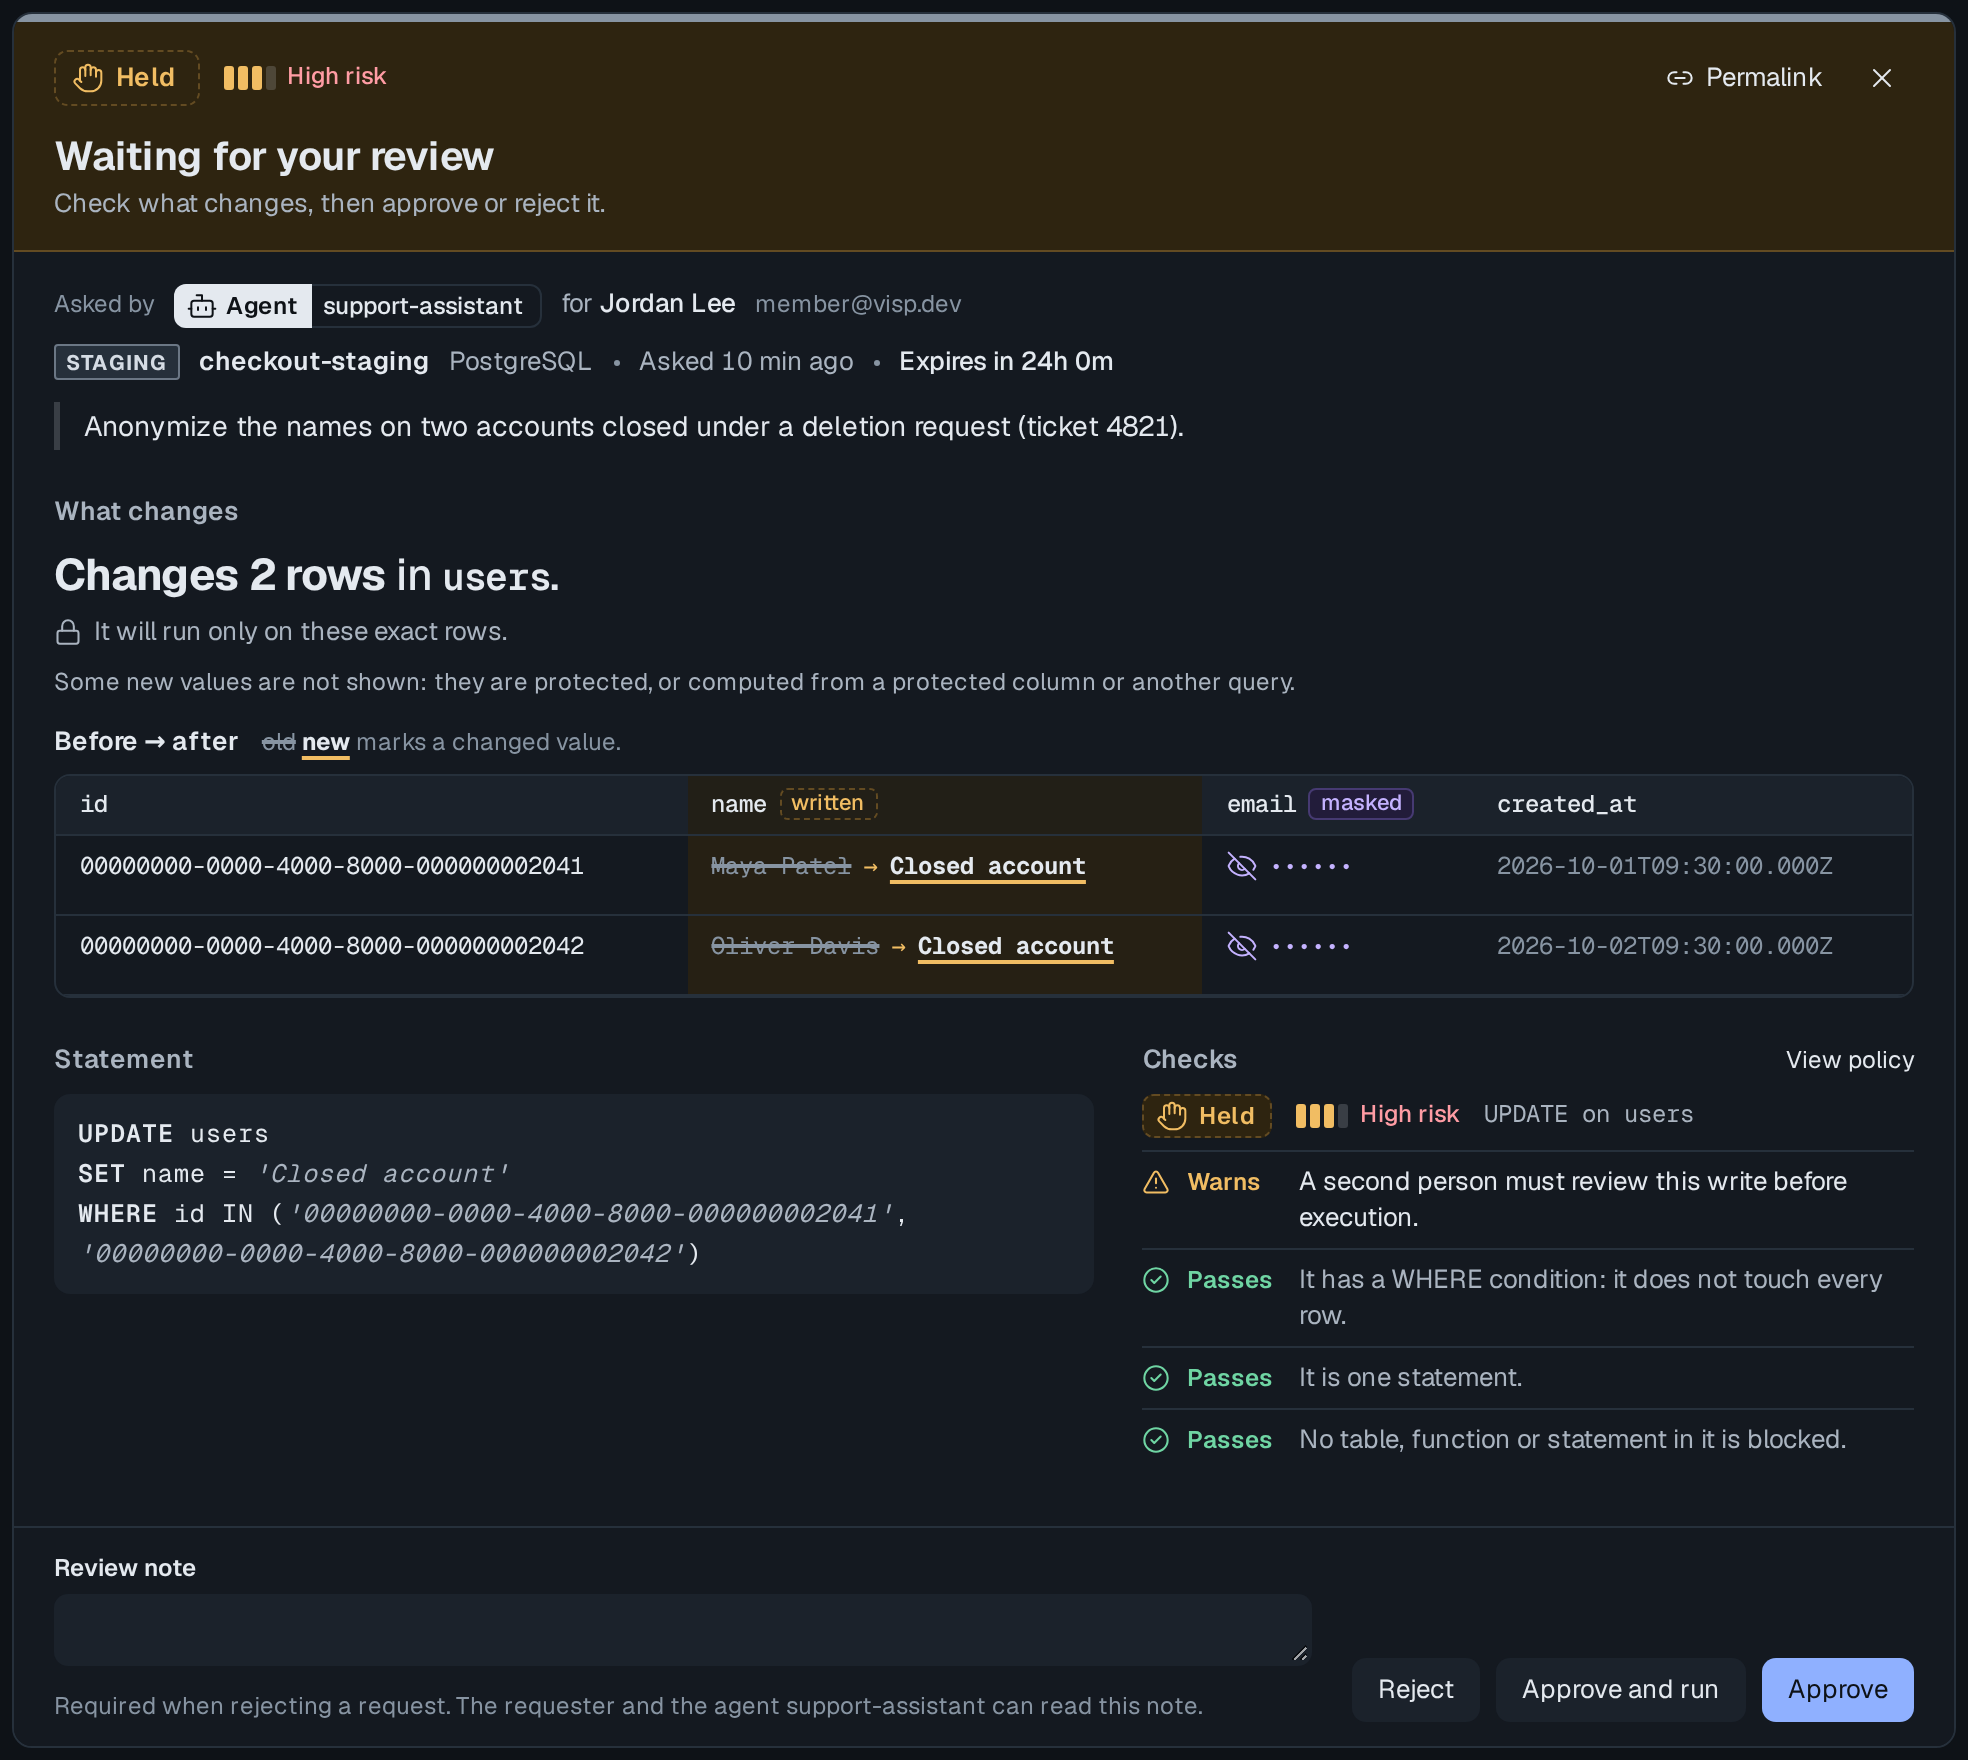 Held High risk Permalink
Waiting for your review
Check what changes, then approve or reject it.
Asked by Agent support-assistant for Jordan Lee member@visp.dev
STAGING checkout-staging PostgreSQL • Asked 10 min ago • Expires in 24h 0m
Anonymize the names on two accounts closed under a deletion request (ticket 4821).
What changes
Changes 2 rows in users.
It will run only on these exact rows.
Some new values are not shown: they are protected, or computed from a protected column or another query.
Before → after old new marks a changed value.
id name written email masked created_at
00000000-0000-4000-8000-000000002041 Maya Patel → Closed account •••••• 2026-10-01T09:30:00.000Z
00000000-0000-4000-8000-000000002042 Oliver Davis → Closed account •••••• 2026-10-02T09:30:00.000Z
Statement
UPDATE users
SET name = 'Closed account'
WHERE id IN ('00000000-0000-4000-8000-000000002041',
'00000000-0000-4000-8000-000000002042')
Checks View policy
Held High risk UPDATE on users
Warns A second person must review this write before
execution.
Passes It has a WHERE condition: it does not touch every
row.
Passes It is one statement.
Passes No table, function or statement in it is blocked.
Review note
Required when rejecting a request. The requester and the agent support-assistant can read this note.
Reject Approve and run Approve